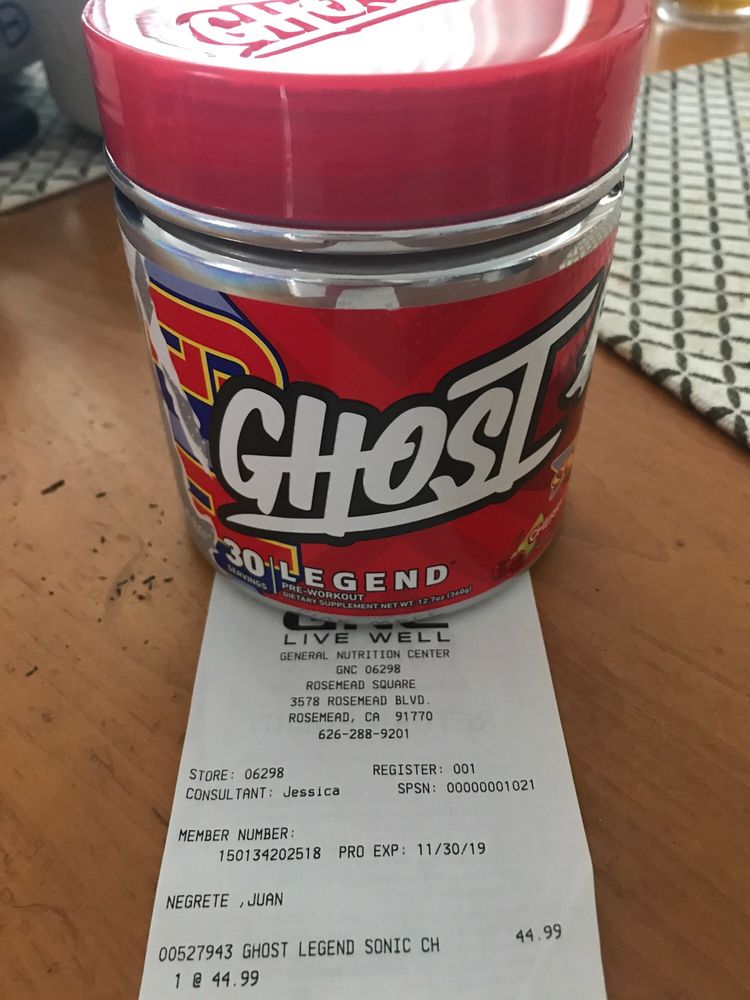 GHOST
GHOST
30 SERVINGS
LEGEND
PRE-WORKOUT
DIETARY SUPPLEMENT NET WT. 12.7oz (360g)
GNC
LIVE WELL
GENERAL NUTRITION CENTER
GNC 06298
ROSEMEAD SQUARE
3578 ROSEMEAD BLVD.
ROSEMEAD, CA 91770
626-288-9201
STORE: 06298 REGISTER: 001
CONSULTANT: Jessica SPSN: 00000001021
MEMBER NUMBER:
150134202518 PRO EXP: 11/30/19
NEGRETE ,JUAN
00527943 GHOST LEGEND SONIC CH 44.99
1 @ 44.99